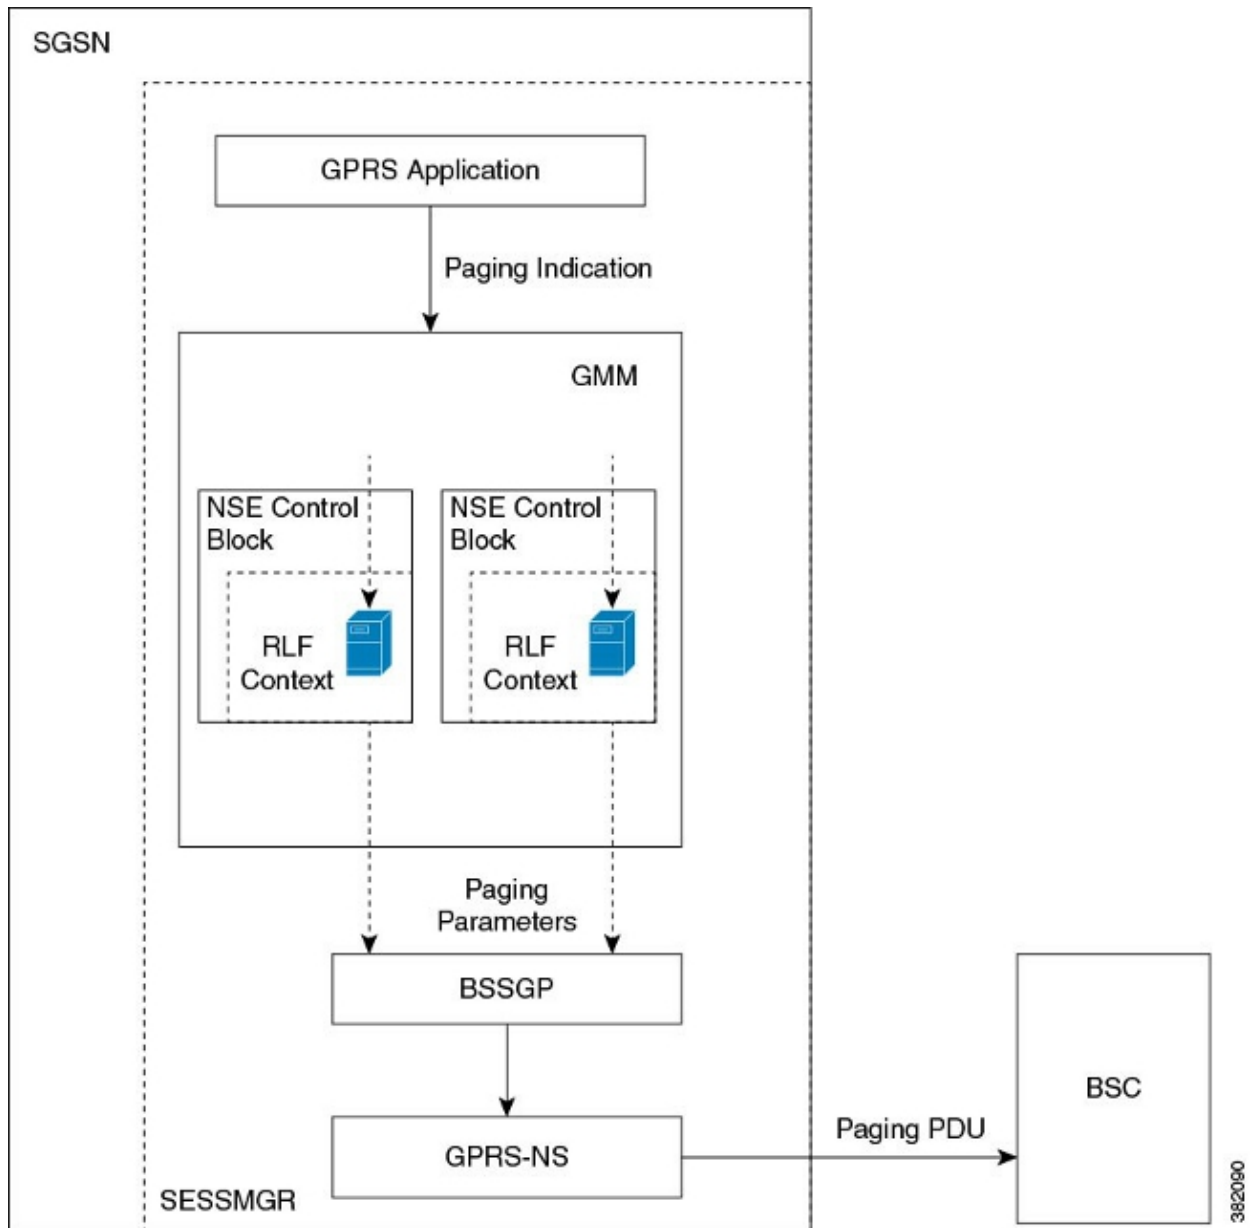 SGSN
GPRS Application
Paging Indication
GMM
NSE Control
Block
RLF
Context
NSE Control
Block
RLF
Context
Paging
Parameters
BSSGP
GPRS-NS
SESSMGR
Paging PDU
BSC
382090